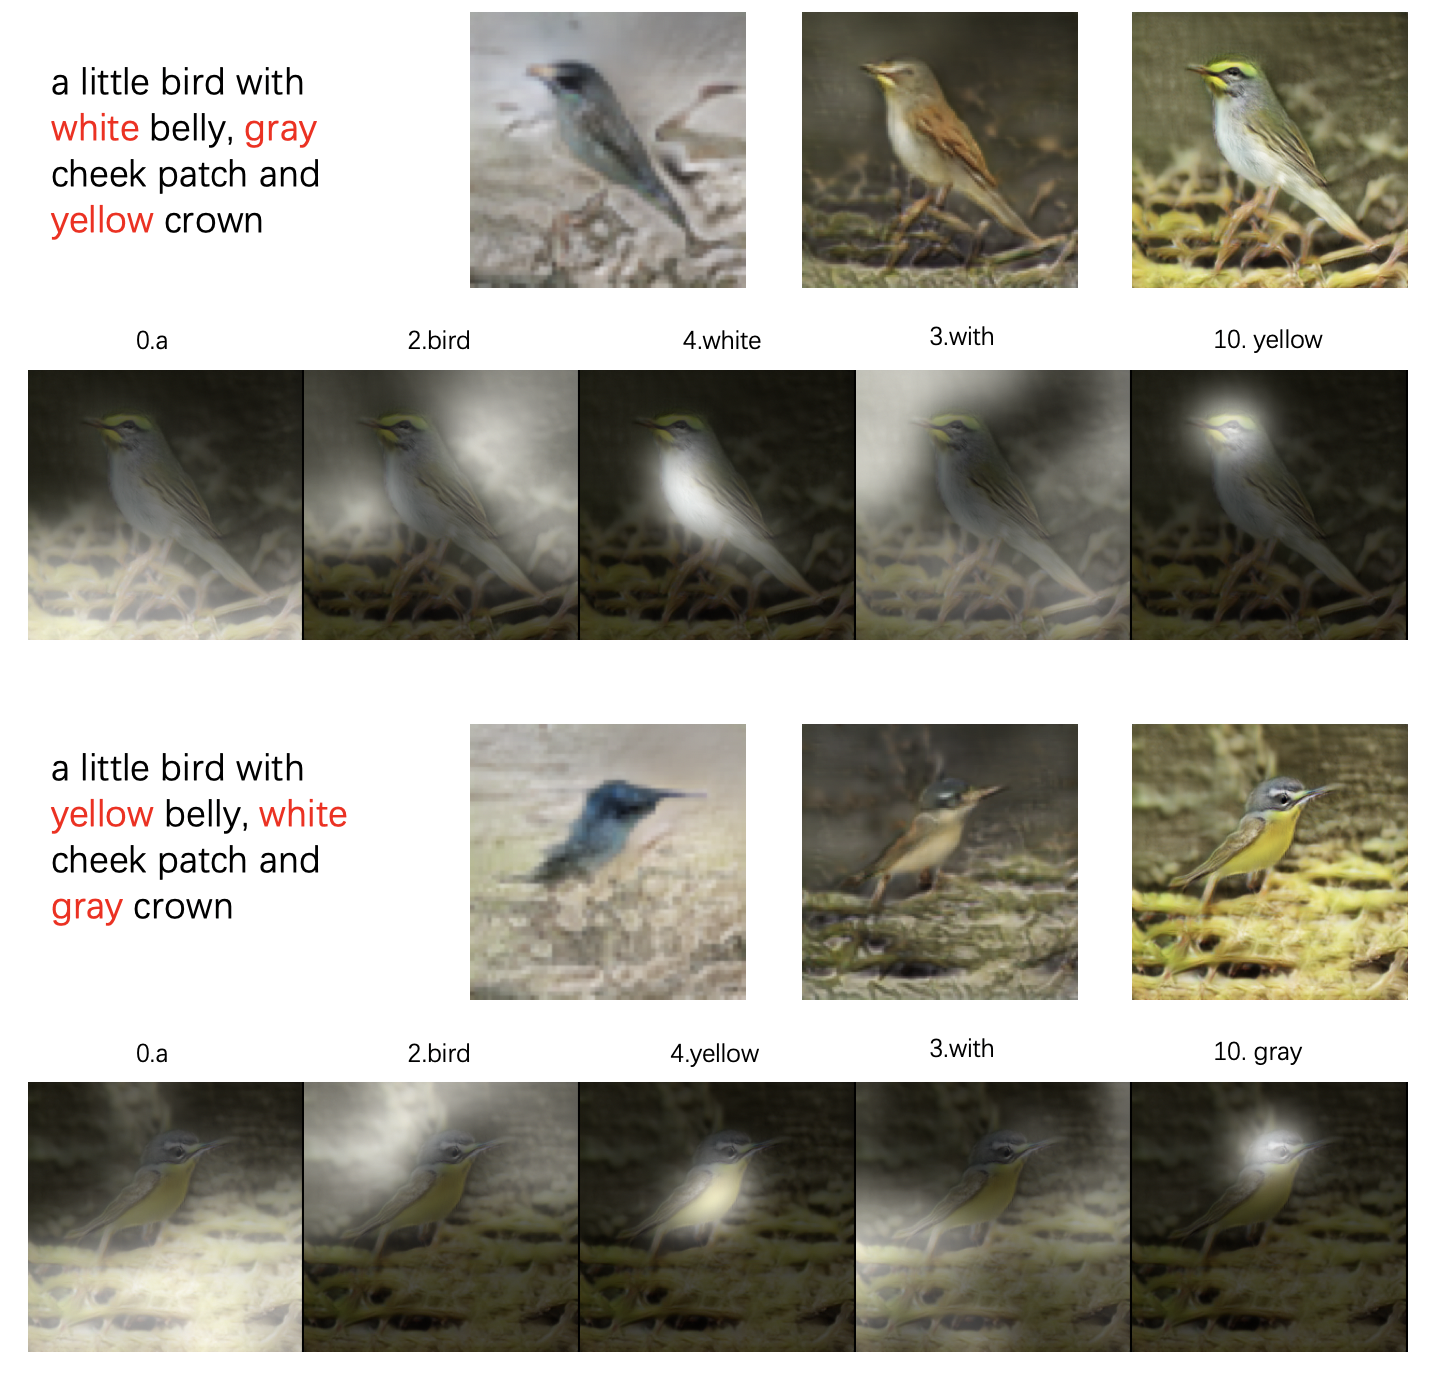 a little bird with
white belly, gray
cheek patch and
yellow crown
0.a
2.bird
4.white
3.with
10. yellow
a little bird with
yellow belly, white
cheek patch and
gray crown
0.a
2.bird
4.yellow
3.with
10. gray